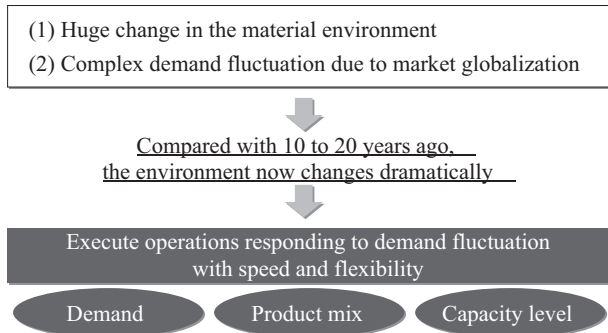 (1) Huge change in the material environment
(2) Complex demand fluctuation due to market globalization
Compared with 10 to 20 years ago,
the environment now changes dramatically
Execute operations responding to demand fluctuation
with speed and flexibility
Demand
Product mix
Capacity level